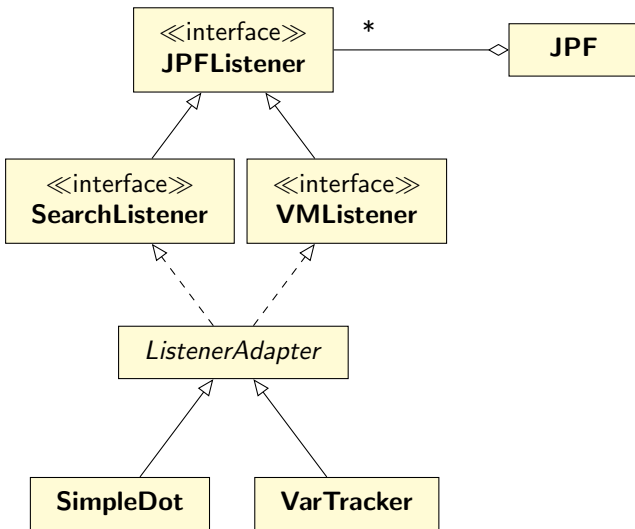 ≪interface≫
JPFListener
*
JPF
≪interface≫
SearchListener
≪interface≫
VMListener
ListenerAdapter
SimpleDot
VarTracker